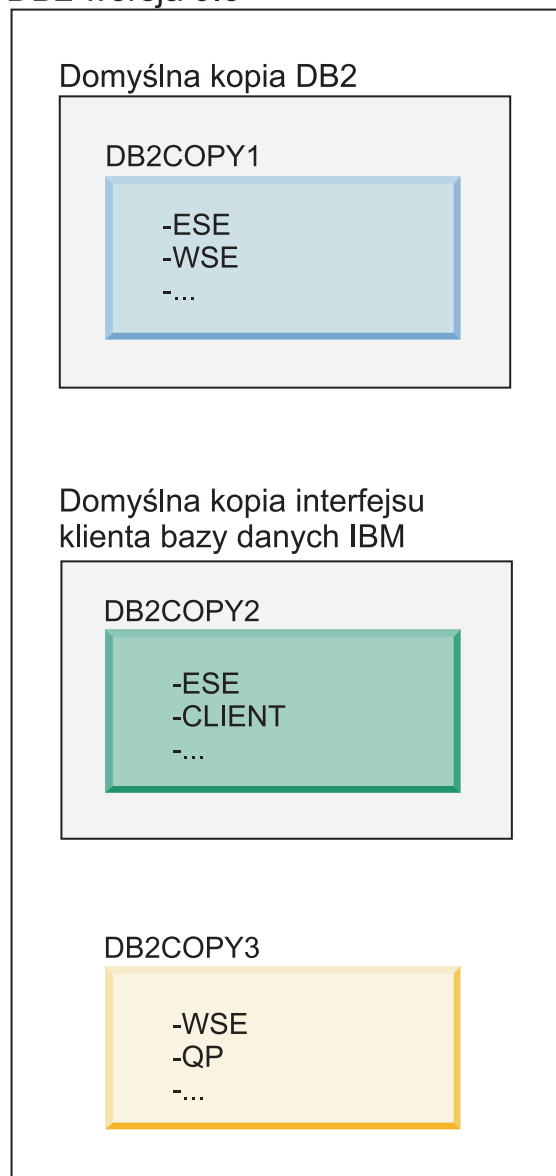 Domyślna kopia DB2
DB2COPY1
-ESE
-WSE
-...
Domyślna kopia interfejsu
klienta bazy danych IBM
DB2COPY2
-ESE
-CLIENT
-...
DB2COPY3
-WSE
-QP
-...